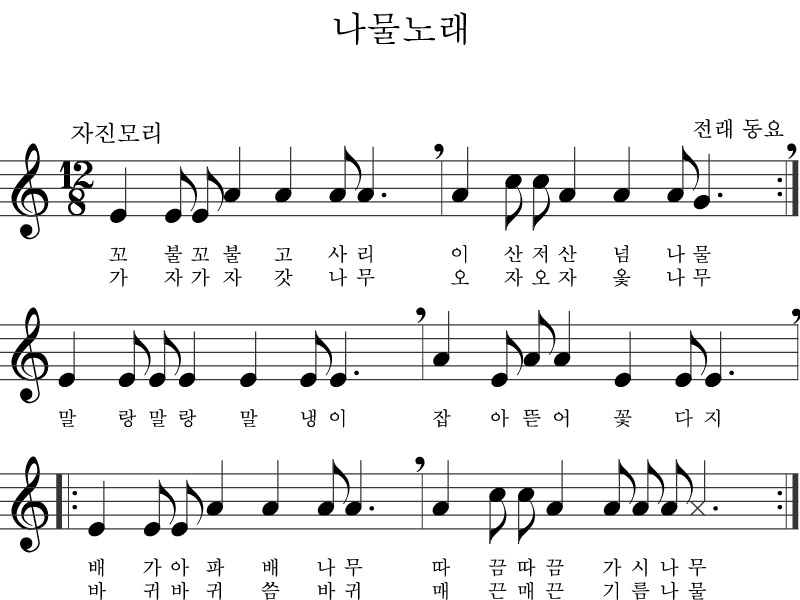 나물노래
자진모리
전래 동요
12
8
꼬 불 꼬 불 고 사 리 이 산 저 산 넘 나 물
가 자 가 자 갓 나 무 오 자 오 자 옻 나 무
말 랑 말 랑 말 냉 이 잡 아 뜯 어 꽃 다 지
배 가 아 파 배 나 무 따 끔 따 끔 가 시 나 무
바 귀 바 귀 씀 바 귀 매 끈 매 끈 기 름 나 물